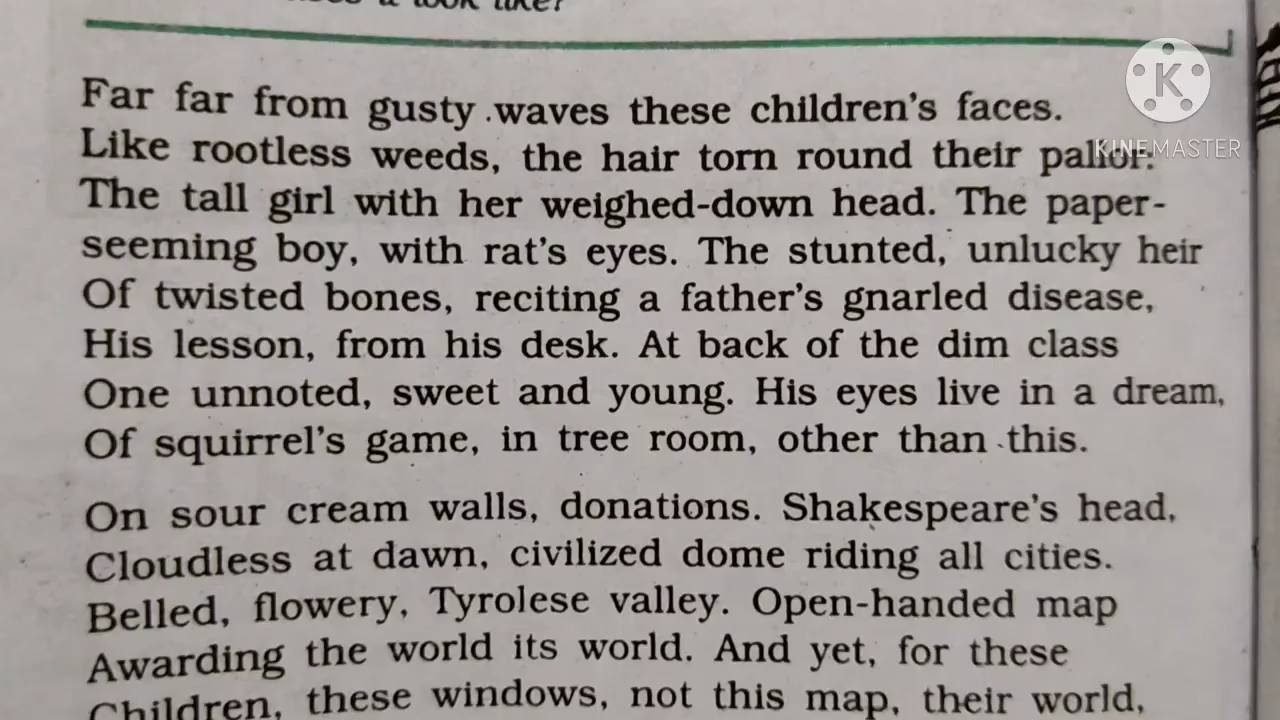 look like?
Far far from gusty waves these children's faces.
Like rootless weeds, the hair torn round their pallor:
The tall girl with her weighed-down head. The paper-
seeming boy, with rat's eyes. The stunted, unlucky heir
Of twisted bones, reciting a father's gnarled disease,
His lesson, from his desk. At back of the dim class
One unnoted, sweet and young. His eyes live in a dream,
Of squirrel's game, in tree room, other than this.
On sour cream walls, donations. Shakespeare's head,
Cloudless at dawn, civilized dome riding all cities.
Belled, flowery, Tyrolese valley. Open-handed map
Awarding the world its world. And yet, for these
Children, these windows, not this map, their world,
K
KINEMASTER